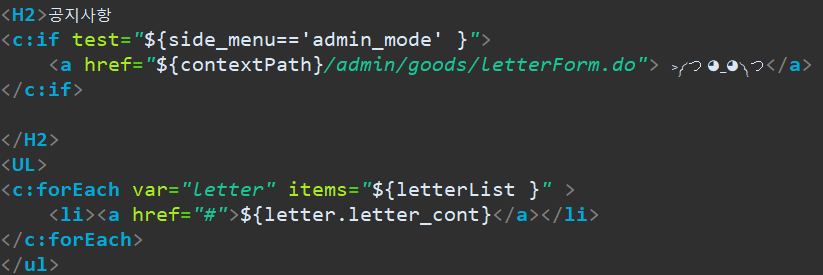 <H2>공지사항
<c:if test="${side_menu=='admin_mode' }">
    <a href="${contextPath}/admin/goods/letterForm.do"> >╭つ ◕_◕╮つ</a>
</c:if>
</H2>
<UL>
<c:forEach var="letter" items="${letterList }" >
    <li><a href="#">${letter.letter_cont}</a></li>
</c:forEach>
</ul>